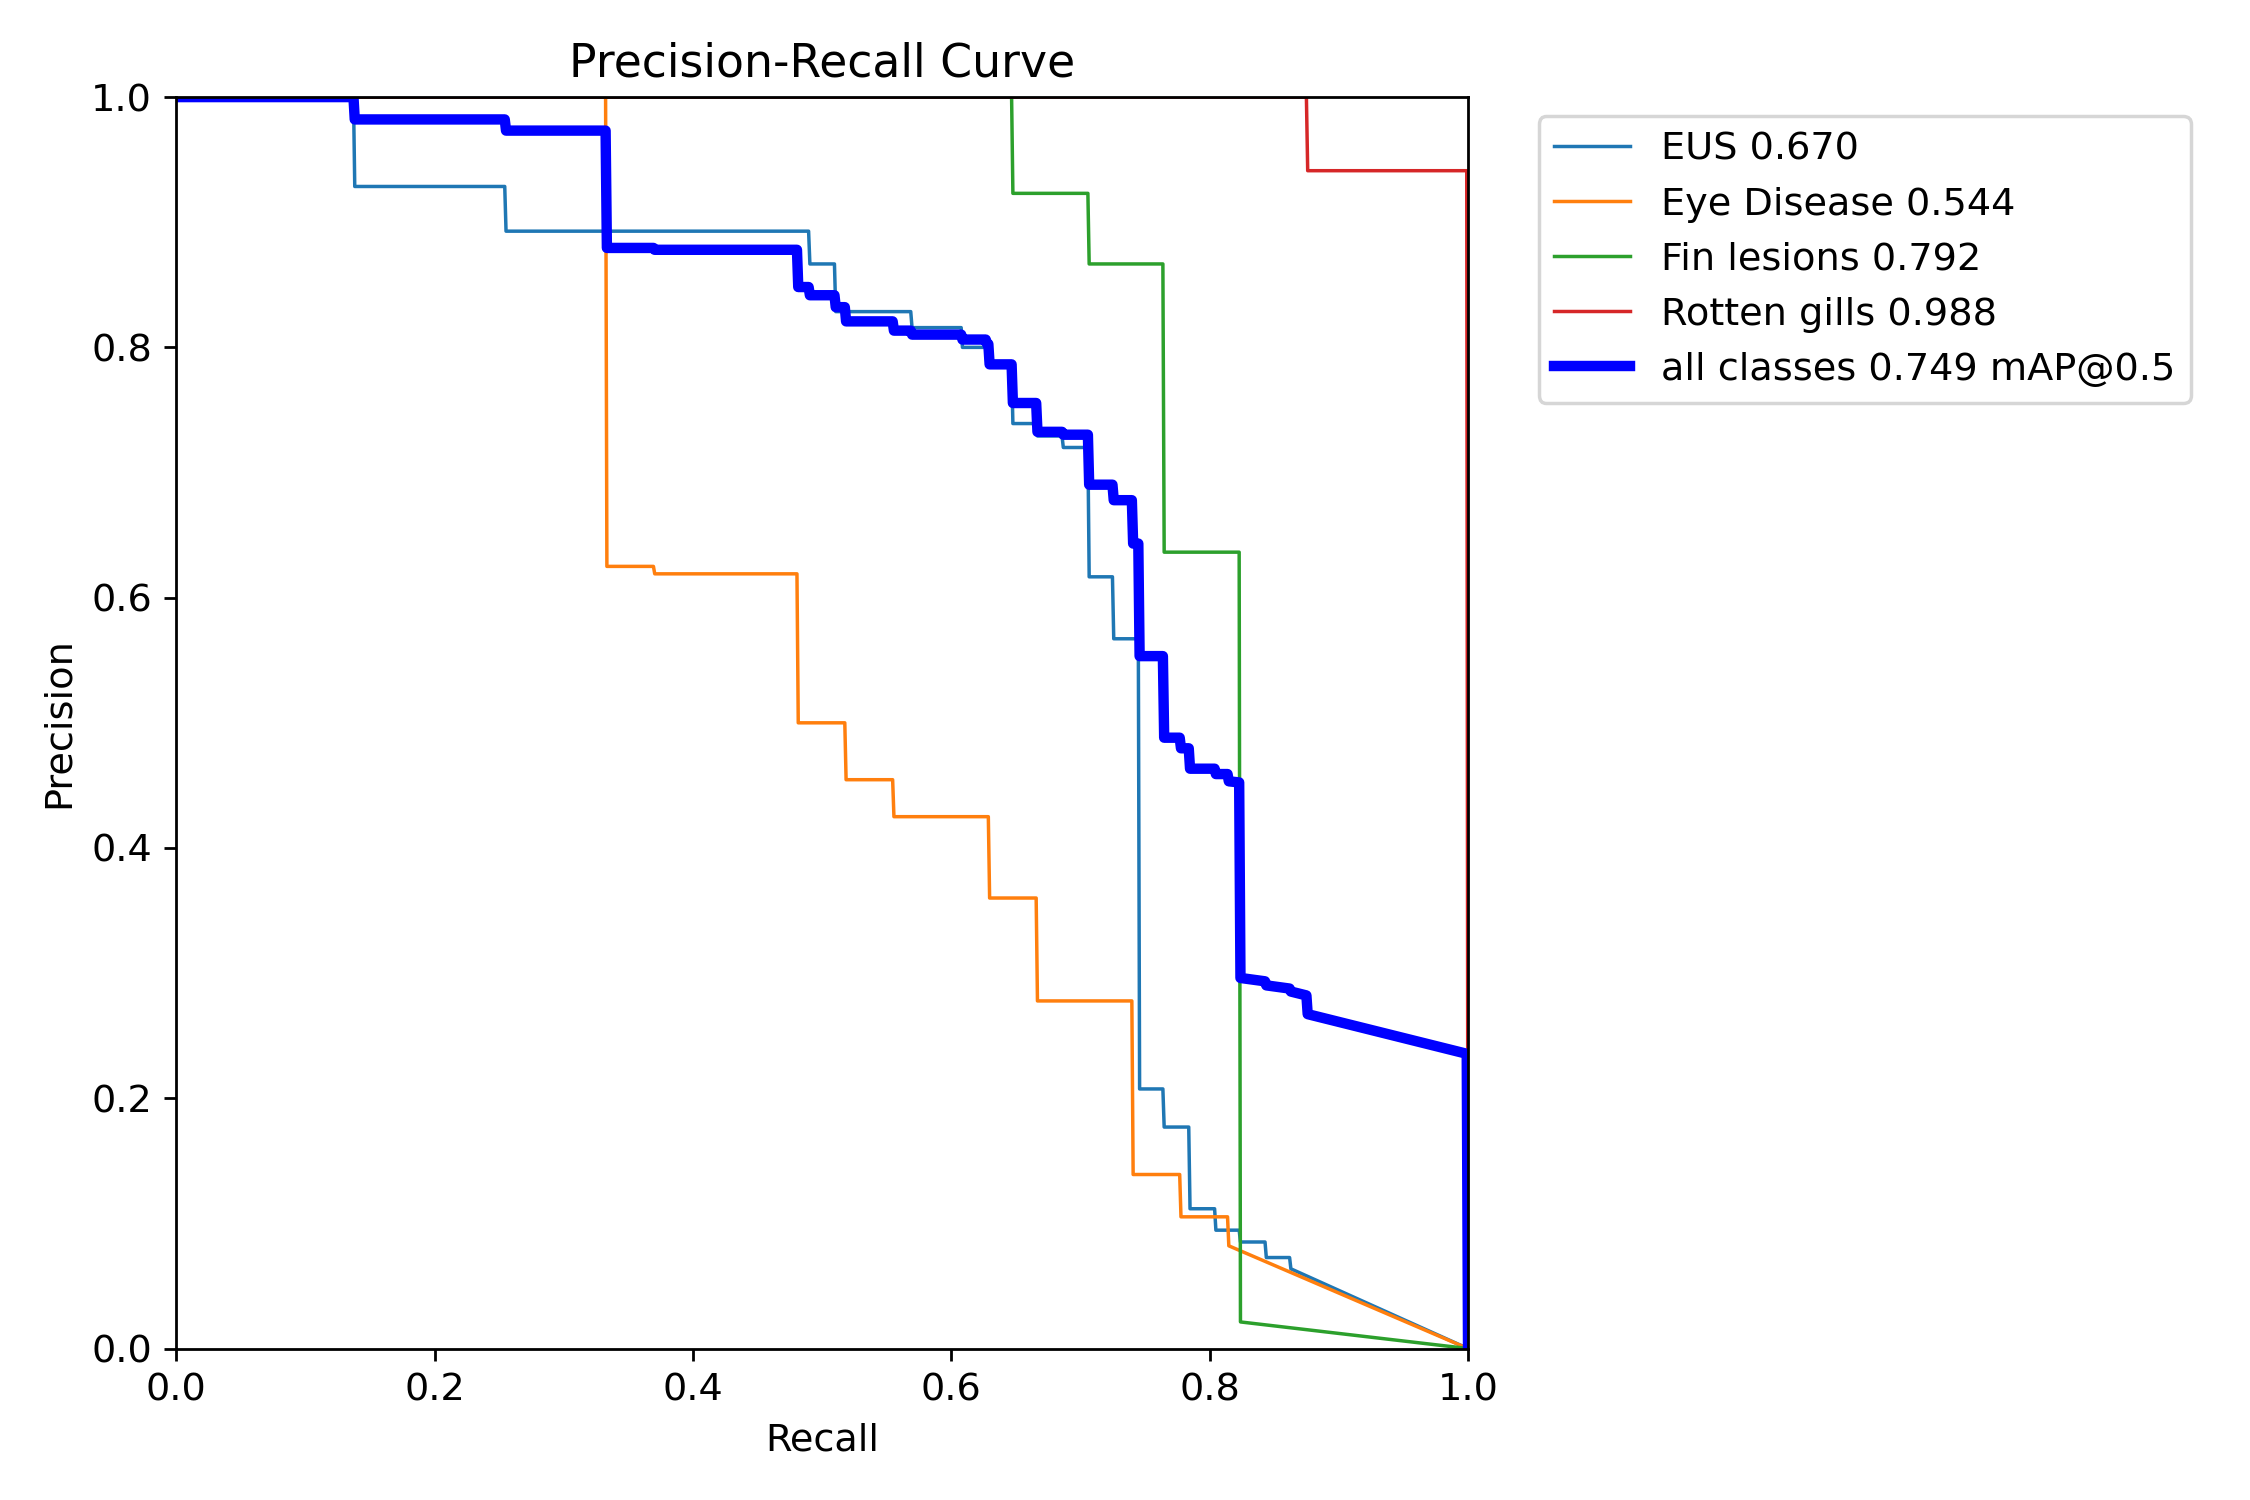 Precision-Recall Curve
1.0
0.8
0.6
0.4
0.2
0.0
Precision
0.0 0.2 0.4 0.6 0.8 1.0
Recall
EUS 0.670
Eye Disease 0.544
Fin lesions 0.792
Rotten gills 0.988
all classes 0.749 mAP@0.5